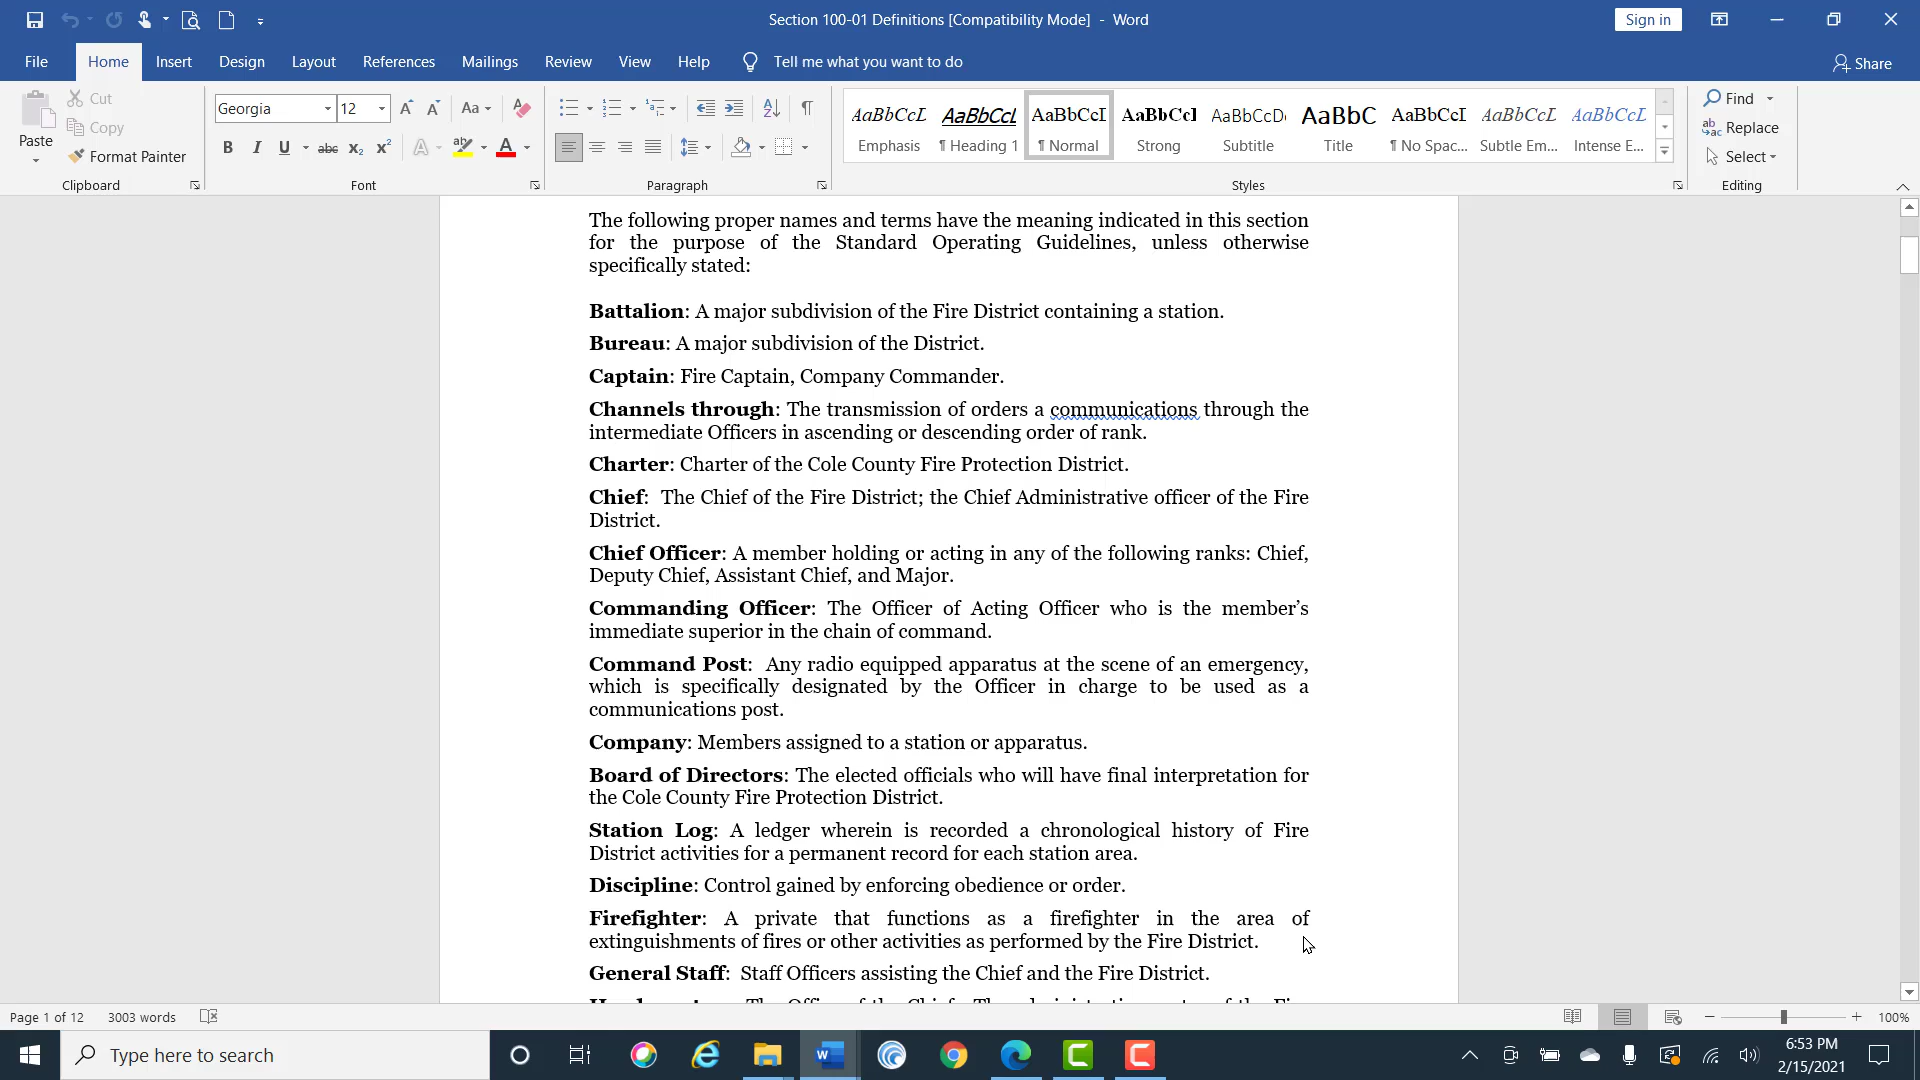 Section 100-01 Definitions [Compatibility Mode] - Word
Sign in
File Home Insert Design Layout References Mailings Review View Help Tell me what you want to do
Share
Cut
Copy
Paste
Format Painter
Clipboard
Georgia 12
Font
Paragraph
AaBbCcL AaBbCcL AaBbCcI AaBbCcI AaBbCcDc AaBbC AaBbCcI AaBbCcL AaBbCcL
Emphasis ¶ Heading 1 ¶ Normal Strong Subtitle Title ¶ No Spac... Subtle Em... Intense E...
Styles
Find
Replace
Select
Editing
The following proper names and terms have the meaning indicated in this section
for the purpose of the Standard Operating Guidelines, unless otherwise
specifically stated:
Battalion: A major subdivision of the Fire District containing a station.
Bureau: A major subdivision of the District.
Captain: Fire Captain, Company Commander.
Channels through: The transmission of orders a communications through the
intermediate Officers in ascending or descending order of rank.
Charter: Charter of the Cole County Fire Protection District.
Chief: The Chief of the Fire District; the Chief Administrative officer of the Fire
District.
Chief Officer: A member holding or acting in any of the following ranks: Chief,
Deputy Chief, Assistant Chief, and Major.
Commanding Officer: The Officer of Acting Officer who is the member's
immediate superior in the chain of command.
Command Post: Any radio equipped apparatus at the scene of an emergency,
which is specifically designated by the Officer in charge to be used as a
communications post.
Company: Members assigned to a station or apparatus.
Board of Directors: The elected officials who will have final interpretation for
the Cole County Fire Protection District.
Station Log: A ledger wherein is recorded a chronological history of Fire
District activities for a permanent record for each station area.
Discipline: Control gained by enforcing obedience or order.
Firefighter: A private that functions as a firefighter in the area of
extinguishments of fires or other activities as performed by the Fire District.
General Staff: Staff Officers assisting the Chief and the Fire District.
Page 1 of 12 3003 words
100%
Type here to search
6:53 PM
2/15/2021